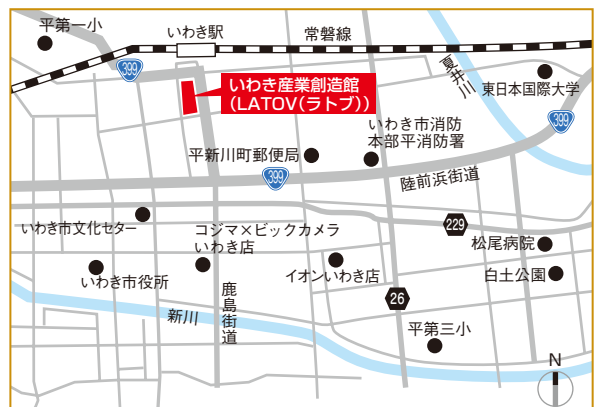 平第一小
いわき駅
常磐線
399
いわき産業創造館
(LATOV(ラトブ))
夏井川
東日本国際大学
399
いわき市消防
本部平消防署
平新川町郵便局
399
陸前浜街道
いわき市文化セター
コジマ×ビックカメラ
いわき店
229
松尾病院
いわき市役所
イオンいわき店
白土公園
鹿島街道
新川
26
平第三小
N